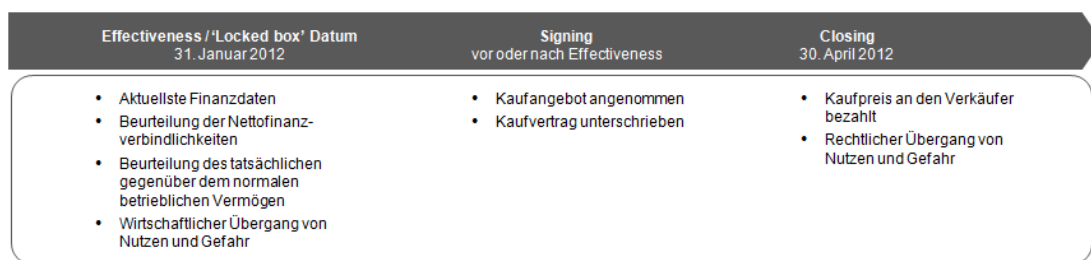 Effectiveness / 'Locked box' Datum
31. Januar 2012
Signing
vor oder nach Effectiveness
Closing
30. April 2012
• Aktuellste Finanzdaten
• Beurteilung der Nettofinanz-
verbindlichkeiten
• Beurteilung des tatsächlichen
gegenüber dem normalen
betrieblichen Vermögen
• Wirtschaftlicher Übergang von
Nutzen und Gefahr
• Kaufangebot angenommen
• Kaufvertrag unterschrieben
• Kaufpreis an den Verkäufer
bezahlt
• Rechtlicher Übergang von
Nutzen und Gefahr